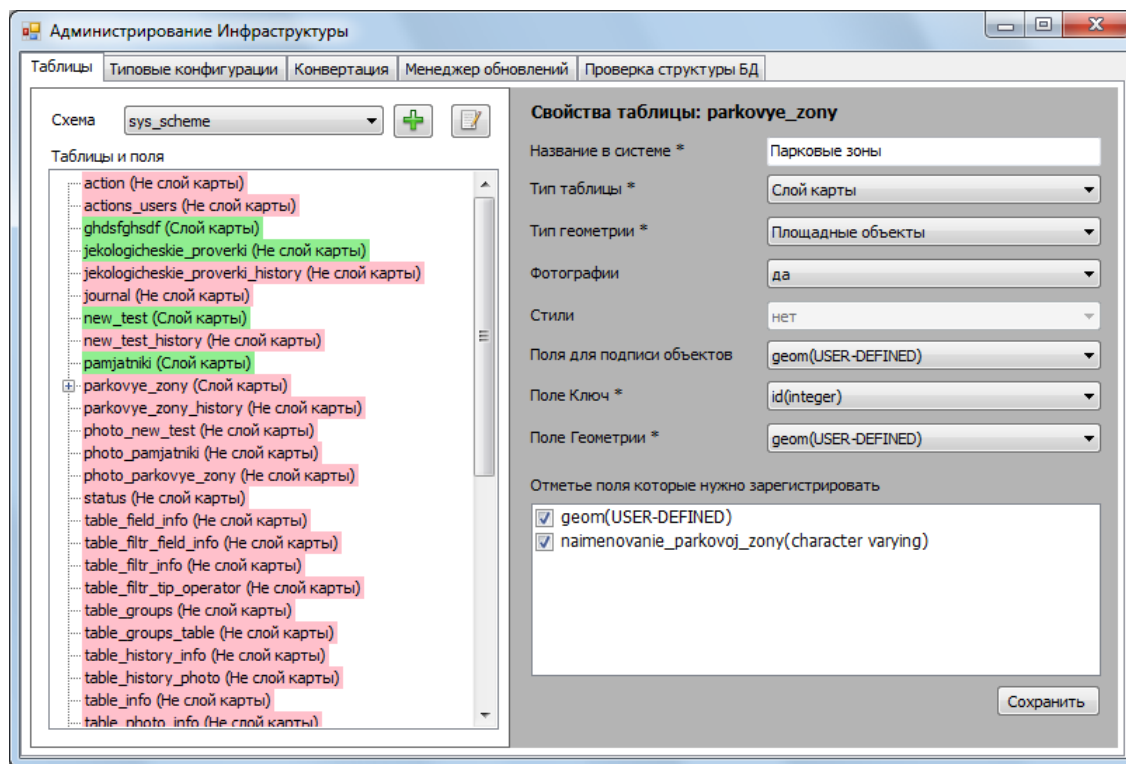 Администрирование Инфраструктуры
Таблицы Типовые конфигурации Конвертация Менеджер обновлений Проверка структуры БД
Схема sys_scheme
Таблицы и поля
action (Не слой карты)
actions_users (Не слой карты)
ghdsfghsdf (Слой карты)
jekologicheskie_proverki (Не слой карты)
jekologicheskie_proverki_history (Не слой карты)
journal (Не слой карты)
new_test (Слой карты)
new_test_history (Не слой карты)
pamjatniki (Слой карты)
parkovye_zony (Слой карты)
parkovye_zony_history (Не слой карты)
photo_new_test (Не слой карты)
photo_pamjatniki (Не слой карты)
photo_parkovye_zony (Не слой карты)
status (Не слой карты)
table_field_info (Не слой карты)
table_filtr_field_info (Не слой карты)
table_filtr_info (Не слой карты)
table_filtr_tip_operator (Не слой карты)
table_groups (Не слой карты)
table_groups_table (Не слой карты)
table_history_info (Не слой карты)
table_history_photo (Не слой карты)
table_info (Не слой карты)
table_photo_info (Не слой карты)
Свойства таблицы: parkovye_zony
Название в системе * Парковые зоны
Тип таблицы * Слой карты
Тип геометрии * Площадные объекты
Фотографии да
Стили нет
Поля для подписи объектов geom(USER-DEFINED)
Поле Ключ * id(integer)
Поле Геометрии * geom(USER-DEFINED)
Отметье поля которые нужно зарегистрировать
geom(USER-DEFINED)
naimenovanie_parkovoj_zony(character varying)
Сохранить